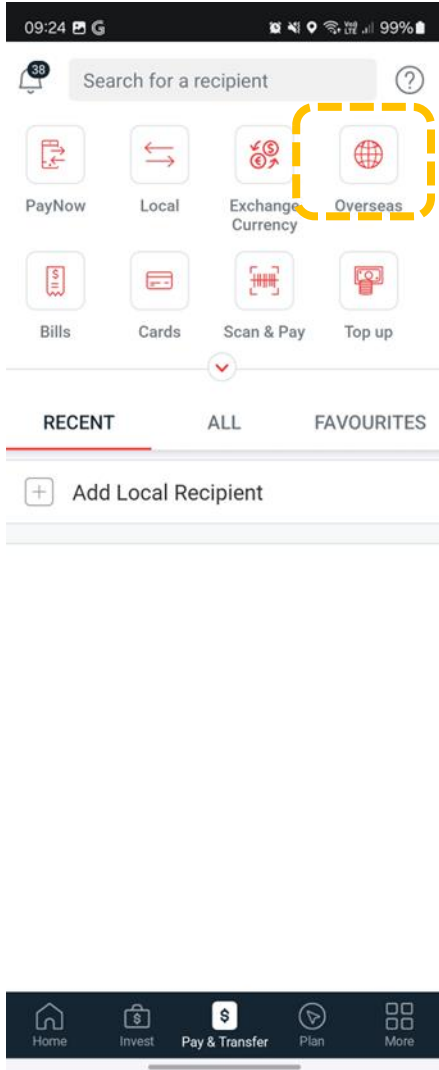 09:24 G 99%
38
Search for a recipient ?
PayNow Local Exchange Overseas
Currency
Bills Cards Scan & Pay Top up
RECENT ALL FAVOURITES
+ Add Local Recipient
Home Invest Pay & Transfer Plan More